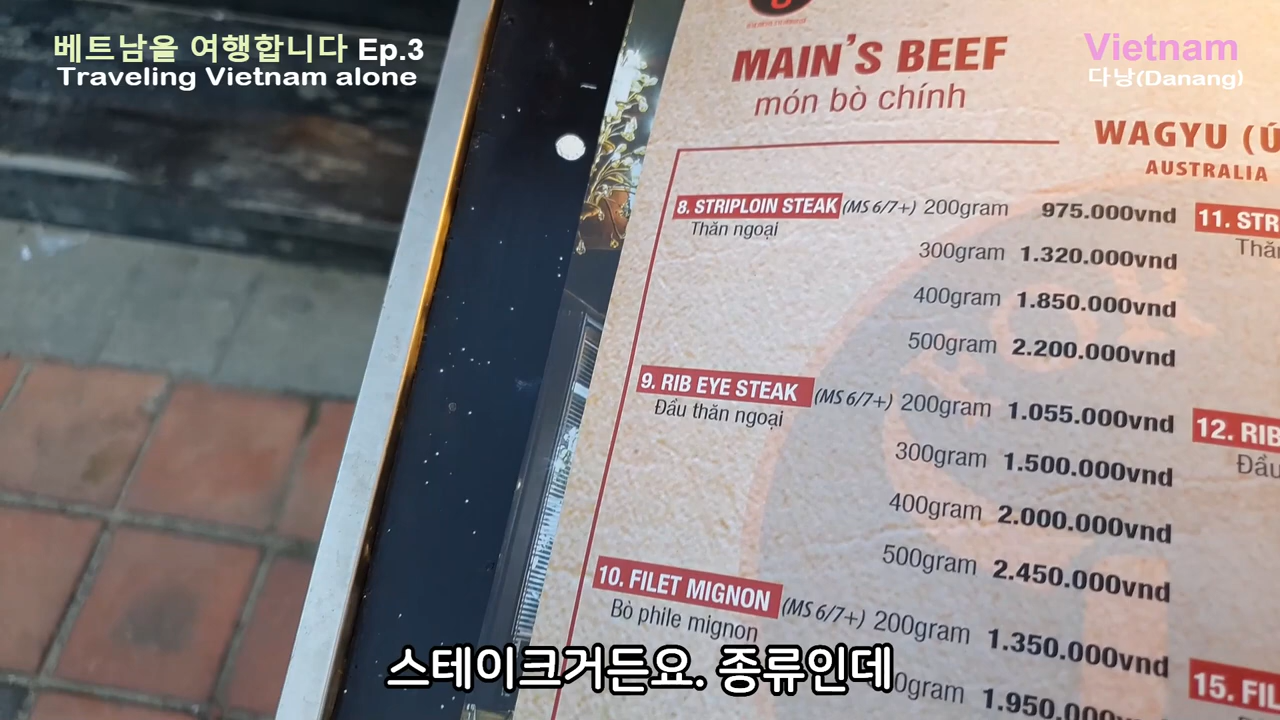 베트남을 여행합니다 Ep.3
Traveling Vietnam alone
Vietnam
다낭(Danang)
MAIN'S BEEF
món bò chính
WAGYU (Ú
AUSTRALIA
8. STRIPLOIN STEAK (MS 6/7+) 200gram 975.000vnd
Thăn ngoại
300gram 1.320.000vnd
400gram 1.850.000vnd
500gram 2.200.000vnd
11. STR
Thă
9. RIB EYE STEAK (MS 6/7+) 200gram 1.055.000vnd
Đầu thăn ngoại
300gram 1.500.000vnd
400gram 2.000.000vnd
500gram 2.450.000vnd
12. RIB
Đầu
10. FILET MIGNON (MS 6/7+) 200gram 1.350.000vnd
Bò phile mignon
0gram 1.950.000vnd
15. FIL
스테이크거든요. 종류인데